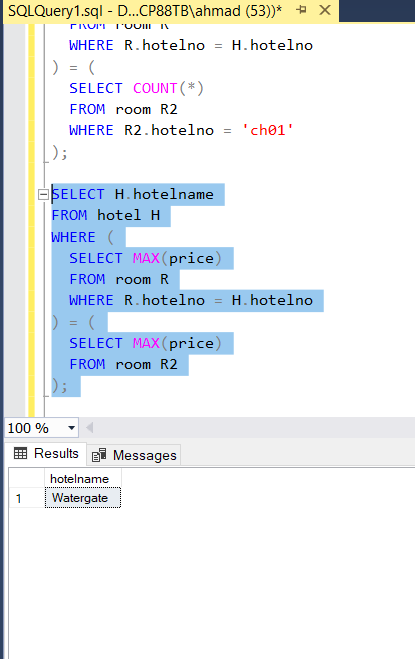 SQLQuery1.sql - D...CP88TB\ahmad (53))*
FROM room R
WHERE R.hotelno = H.hotelno
) = (
SELECT COUNT(*)
FROM room R2
WHERE R2.hotelno = 'ch01'
);
SELECT H.hotelname
FROM hotel H
WHERE (
SELECT MAX(price)
FROM room R
WHERE R.hotelno = H.hotelno
) = (
SELECT MAX(price)
FROM room R2
);
100 %
Results Messages
hotelname
1 Watergate